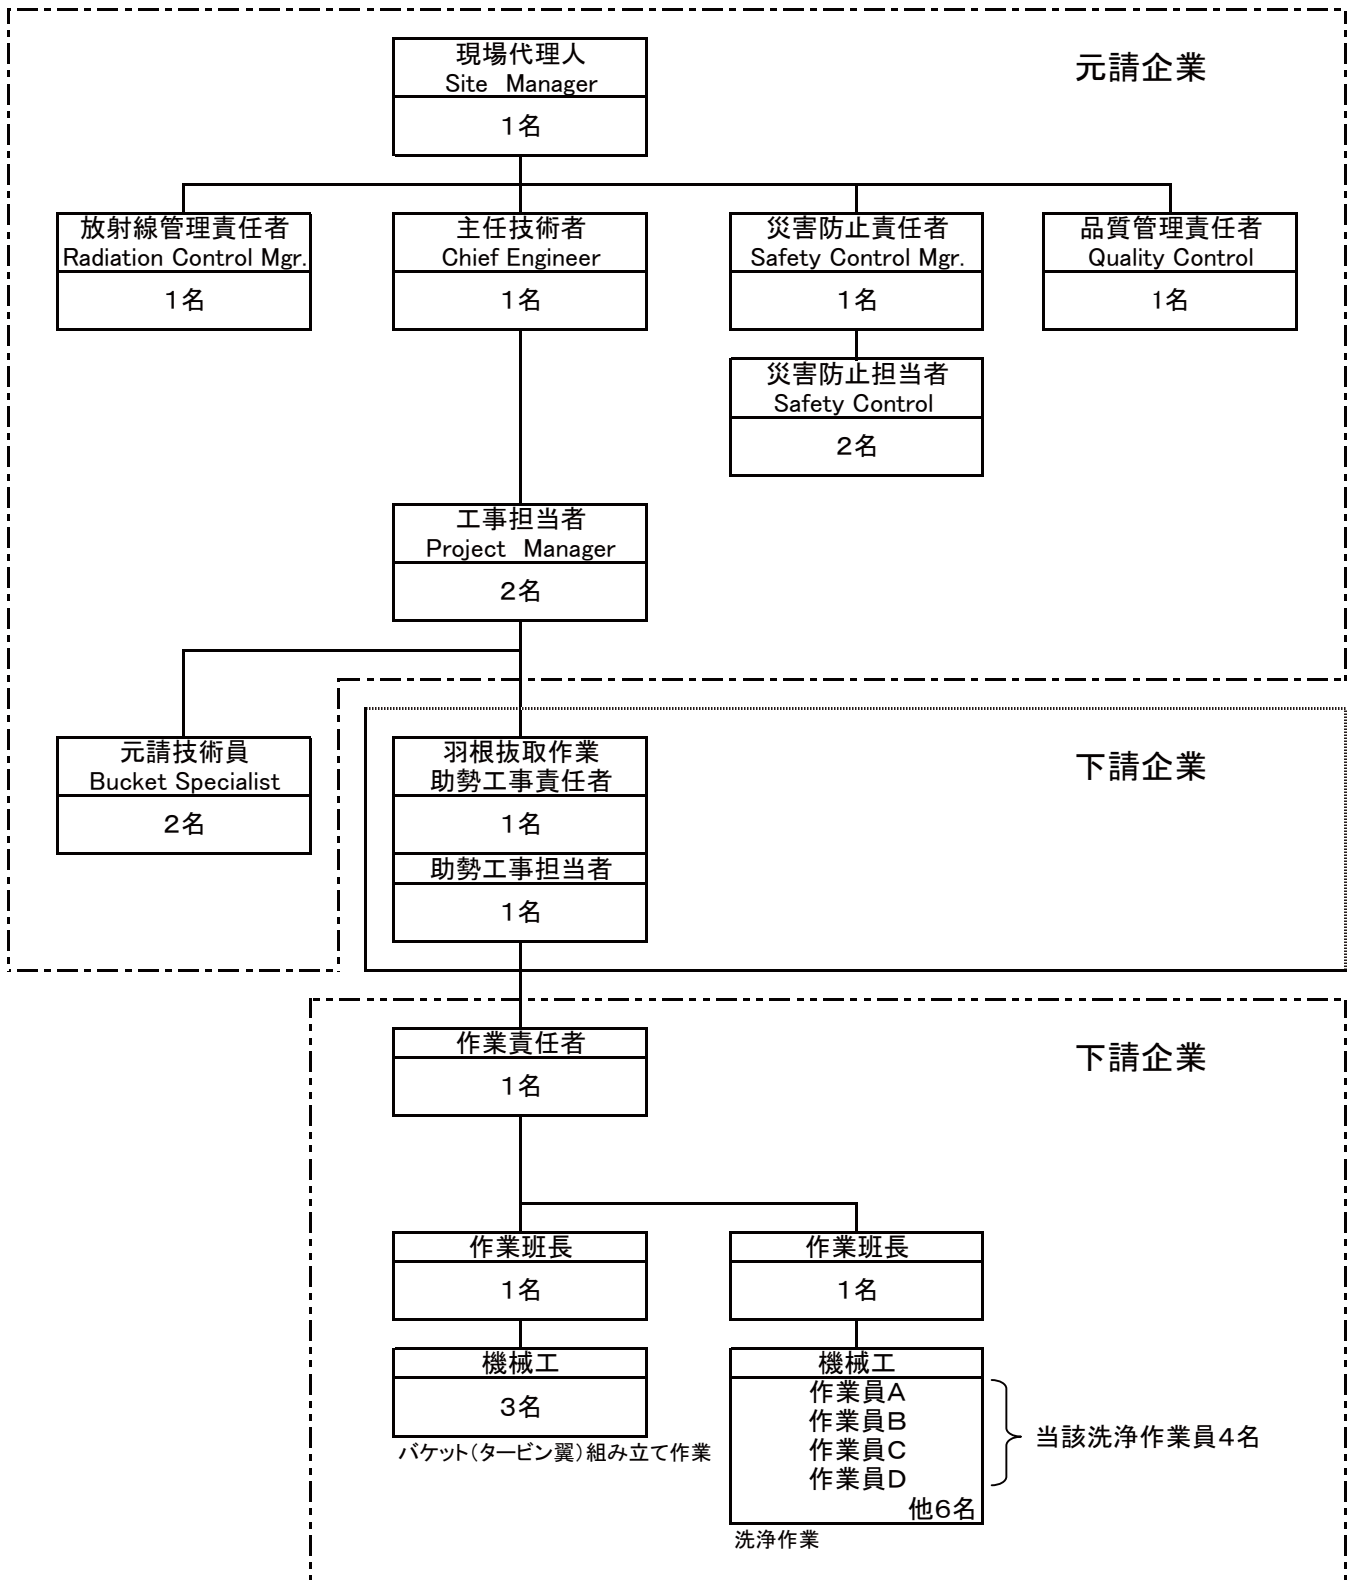 元請企業
現場代理人
Site Manager
1名
放射線管理責任者
Radiation Control Mgr.
1名
主任技術者
Chief Engineer
1名
災害防止責任者
Safety Control Mgr.
1名
品質管理責任者
Quality Control
1名
災害防止担当者
Safety Control
2名
工事担当者
Project Manager
2名
元請技術員
Bucket Specialist
2名
下請企業
羽根抜取作業
助勢工事責任者
1名
助勢工事担当者
1名
下請企業
作業責任者
1名
作業班長
1名
機械工
3名
バケット(タービン翼)組み立て作業
作業班長
1名
機械工
作業員A
作業員B
作業員C
作業員D
他6名
洗浄作業
当該洗浄作業員4名